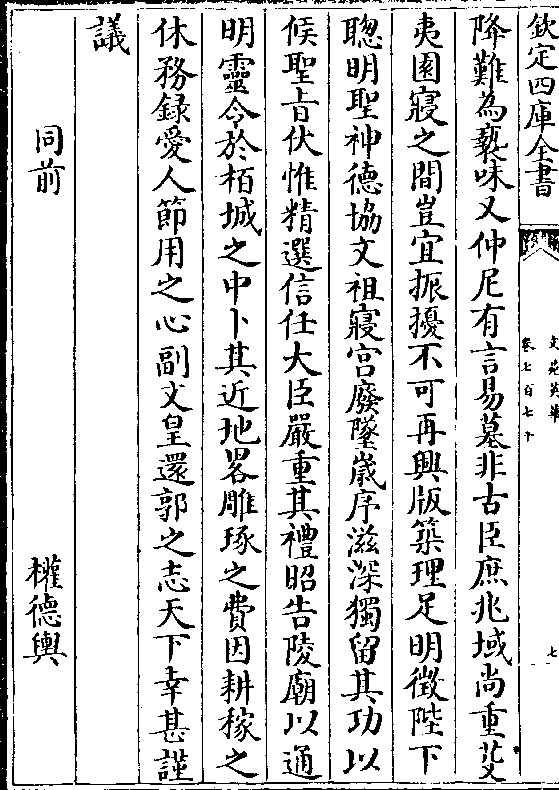 欽定四庫全書
文苑英華
卷七百七十
七
降難為褻味又仲尼有言易墓非古臣庶兆域尚重芟
夷園寢之間豈宜振擾不可再興版築理足明徵陛下
聰明聖神德協文祖寢宮廢墜歲序滋深獨留其功以
候聖旨伏惟精選信任大臣嚴重其禮昭告陵廟以通
明靈令於栢城之中卜其近地畧雕琢之費因耕稼之
休務録愛人節用之心副文皇還郭之志天下幸甚謹
議
同前
權德輿